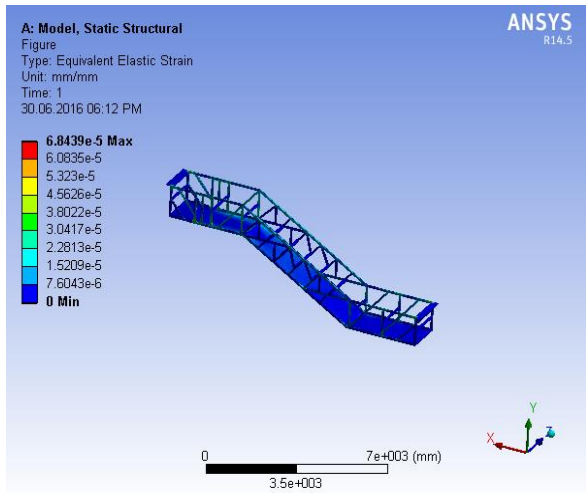 A: Model, Static Structural
Figure
Type: Equivalent Elastic Strain
Unit: mm/mm
Time: 1
30.06.2016 06:12 PM
6.8439e-5 Max
6.0835e-5
5.323e-5
4.5626e-5
3.8022e-5
3.0417e-5
2.2813e-5
1.5209e-5
7.6043e-6
0 Min
ANSYS
R14.5
Y
X
Z
0 7e+003 (mm)
3.5e+003